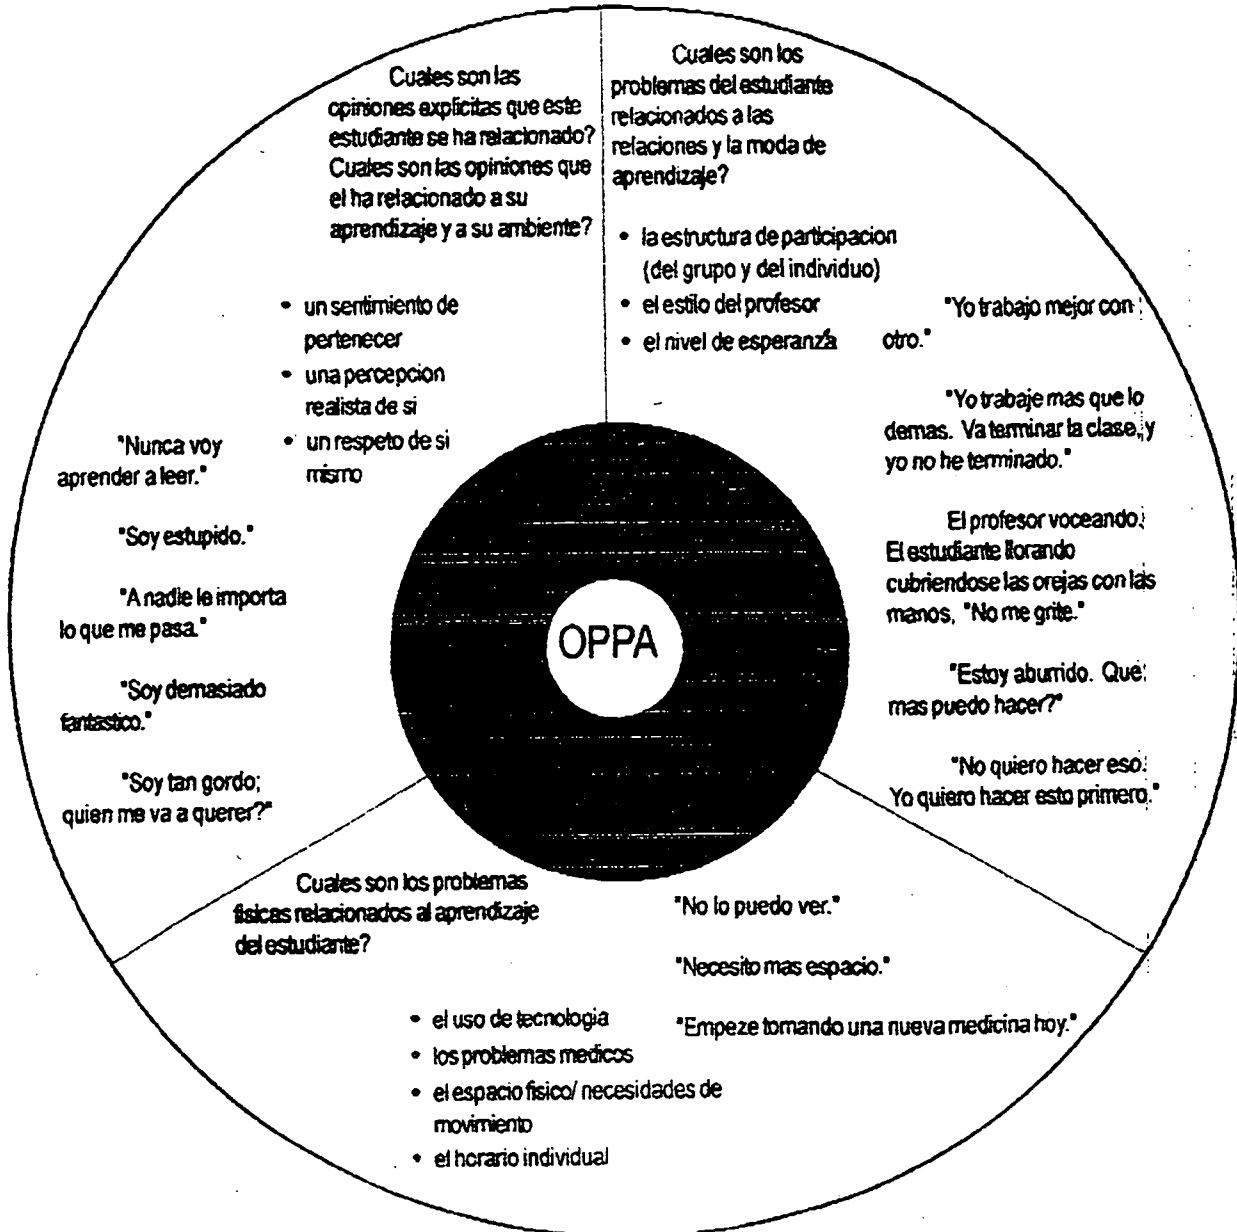 Cuales son las
opiniones explicitas que este
estudiante se ha relacionado?
Cuales son las opiniones que
el ha relacionado a su
aprendizaje y a su ambiente?
• un sentimiento de
pertenecer
• una percepcion
realista de si
• un respeto de si
mismo
"Nunca voy
aprender a leer."
"Soy estupido."
"A nadie le importa
lo que me pasa."
"Soy demasiado
fantastico."
"Soy tan gordo;
quien me va a querer?"
Cuales son los
problemas del estudiante
relacionados a las
relaciones y la moda de
aprendizaje?
• la estructura de participacion
(del grupo y del individuo)
• el estilo del profesor
• el nivel de esperanza
"Yo trabajo mejor con
otro."
"Yo trabaje mas que lo
demas. Va terminar la clase, y
yo no he terminado."
El profesor voceando.
El estudiante llorando
cubriendose las orejas con las
manos, "No me grite."
"Estoy aburrido. Que
mas puedo hacer?"
"No quiero hacer eso.
Yo quiero hacer esto primero."
OPPA
Cuales son los problemas
fisicas relacionados al aprendizaje
del estudiante?
• el uso de tecnologia
• los problemas medicos
• el espacio fisico/ necesidades de
movimiento
• el horario individual
"No lo puedo ver."
"Necesito mas espacio."
"Empeze tomando una nueva medicina hoy."